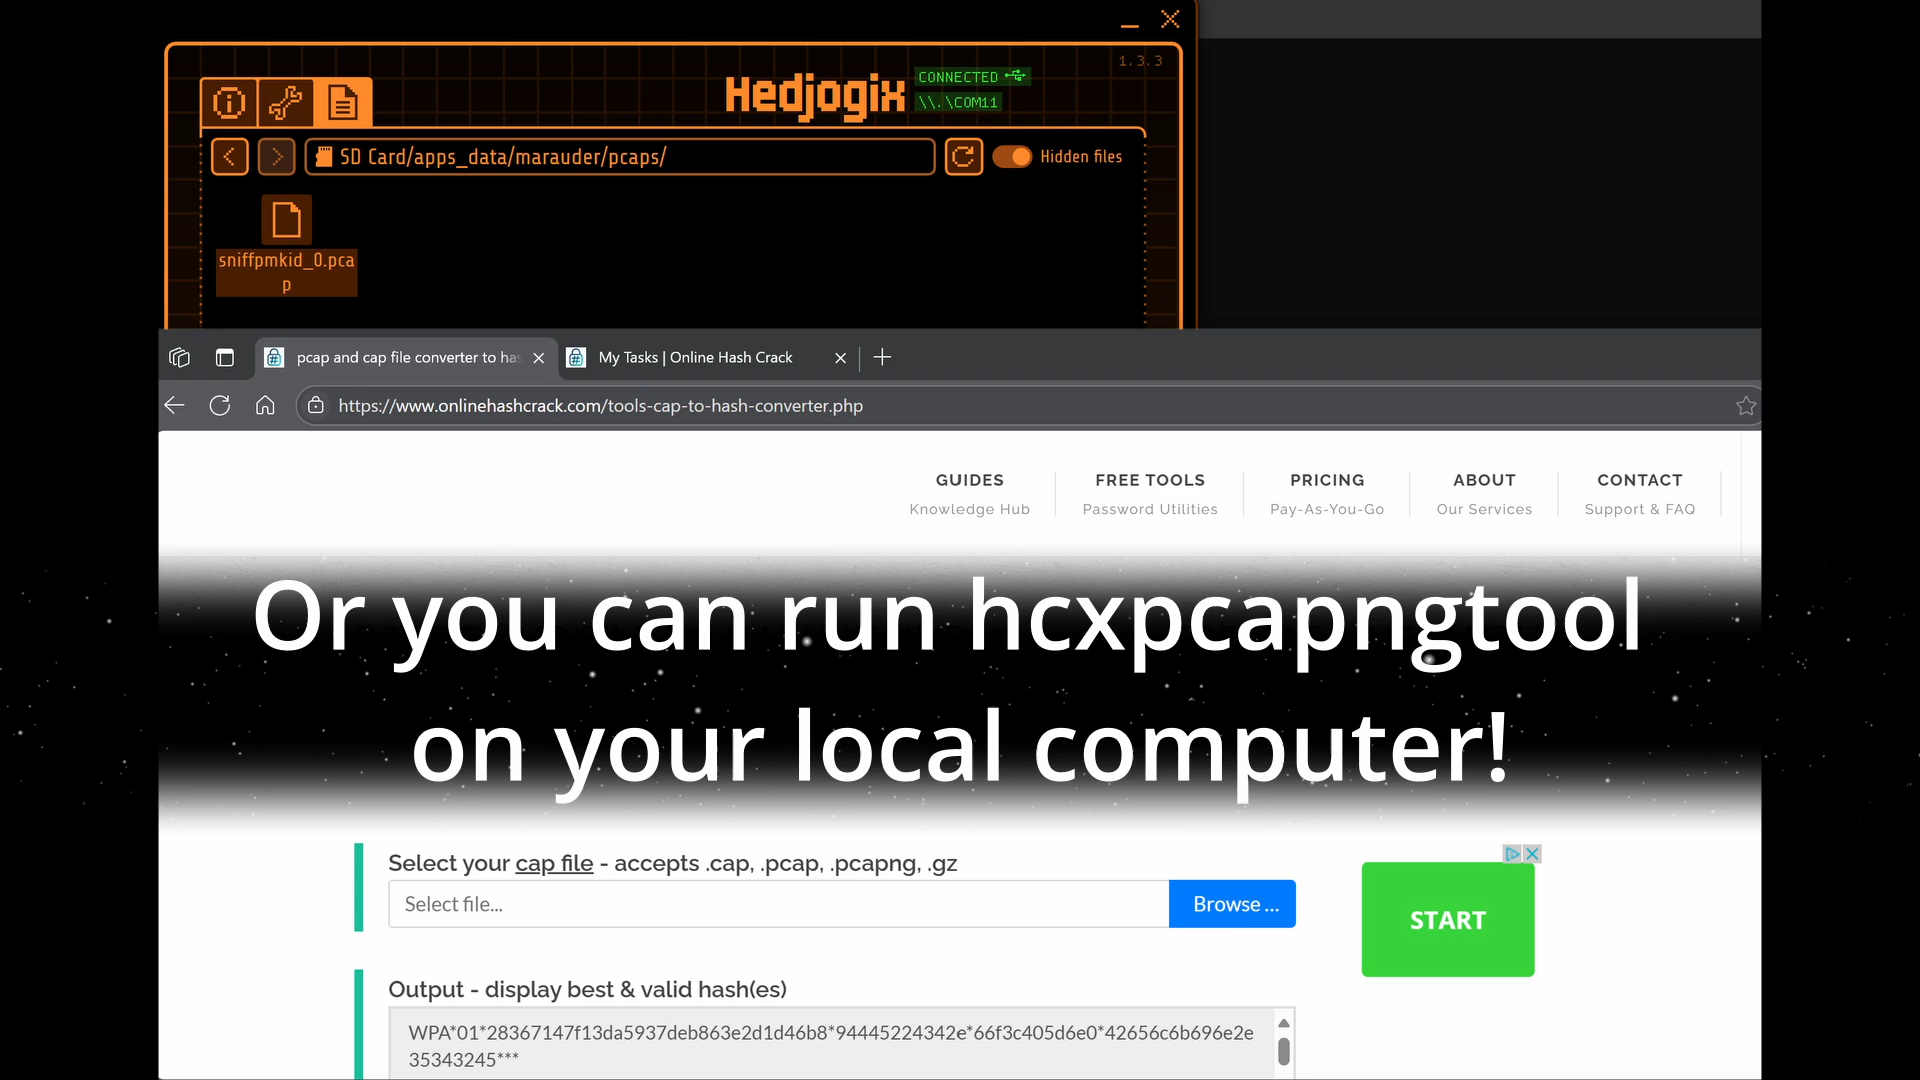 1.3.3
Hedjogix
CONNECTED
\\.\COM11
SD Card/apps_data/marauder/pcaps/
Hidden files
sniffpmkid_0.pca
p
pcap and cap file converter to has
My Tasks | Online Hash Crack
https://www.onlinehashcrack.com/tools-cap-to-hash-converter.php
GUIDES
Knowledge Hub
FREE TOOLS
Password Utilities
PRICING
Pay-As-You-Go
ABOUT
Our Services
CONTACT
Support & FAQ
Or you can run hcxpcapngtool
on your local computer!
Select your cap file - accepts .cap, .pcap, .pcapng, .gz
Select file...
Browse ...
START
Output - display best & valid hash(es)
WPA*01*28367147f13da5937deb863e2d1d46b8*94445224342e*66f3c405d6e0*42656c6b696e2e
35343245***